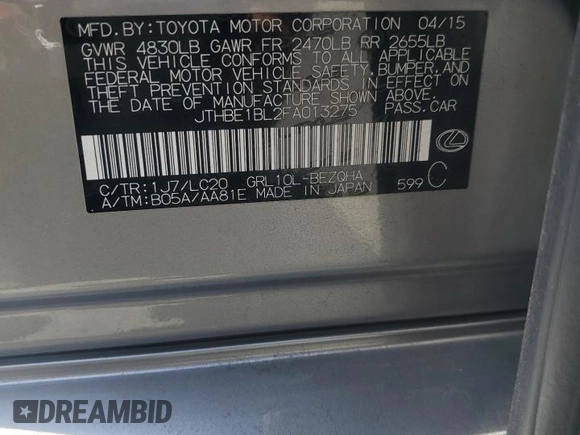 MFD.BY:TOYOTA MOTOR CORPORATION 04/15
GVWR 4830LB GAWR FR 2470LB RR 2655LB
THIS VEHICLE CONFORMS TO ALL APPLICABLE
FEDERAL MOTOR VEHICLE SAFETY,BUMPER,AND
THEFT PREVENTION STANDARDS IN EFFECT ON
THE DATE OF MANUFACTURE SHOWN ABOVE.
JTHBE1BL2FA013275 PASS.CAR
C/TR:1J7/LC20 GRL10L-BEZQHA
A/TM:B05A/AA81E MADE IN JAPAN 599 C
DREAMBID